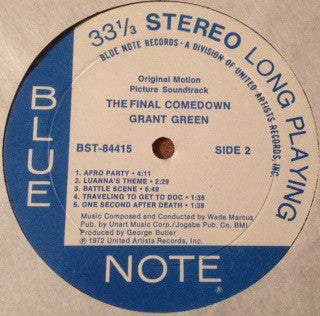 33⅓ STEREO LONG PLAYING
BLUE NOTE RECORDS • A DIVISION OF UNITED ARTISTS RECORDS, INC.
Original Motion
Picture Soundtrack
THE FINAL COMEDOWN
GRANT GREEN
BST-84415 SIDE 2
1. AFRO PARTY • 4:11
2. LUANNA'S THEME • 2:28
3. BATTLE SCENE • 6:48
4. TRAVELING TO GET TO DOC • 1:39
5. ONE SECOND AFTER DEATH • 1:39
Music Composed and Conducted by Wade Marcus
Pub. by Unart Music Corp./Jogabe Pub. Co. BMI
Produced by George Butler
℗1972 United Artists Records, Inc.
BLUE
NOTE®